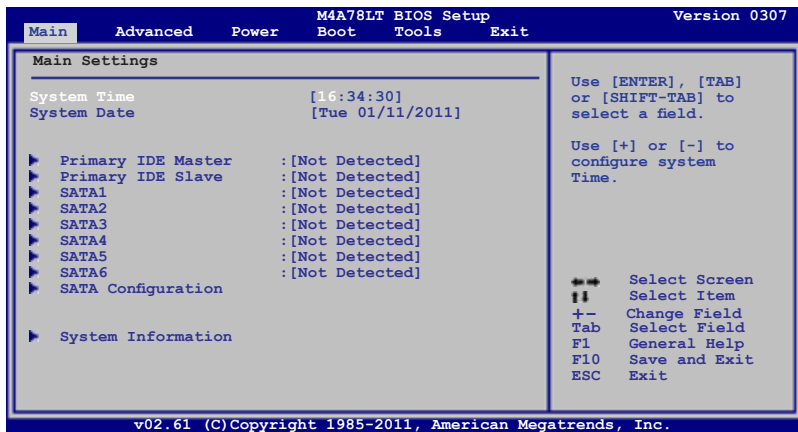 M4A78LT BIOS Setup Version 0307
Main Advanced Power Boot Tools Exit
Main Settings
System Time [16:34:30]
System Date [Tue 01/11/2011]
Primary IDE Master :[Not Detected]
Primary IDE Slave :[Not Detected]
SATA1 :[Not Detected]
SATA2 :[Not Detected]
SATA3 :[Not Detected]
SATA4 :[Not Detected]
SATA5 :[Not Detected]
SATA6 :[Not Detected]
SATA Configuration
System Information
Use [ENTER], [TAB]
or [SHIFT-TAB] to
select a field.
Use [+] or [-] to
configure system
Time.
←→ Select Screen
↑↓ Select Item
+- Change Field
Tab Select Field
F1 General Help
F10 Save and Exit
ESC Exit
v02.61 (C)Copyright 1985-2011, American Megatrends, Inc.